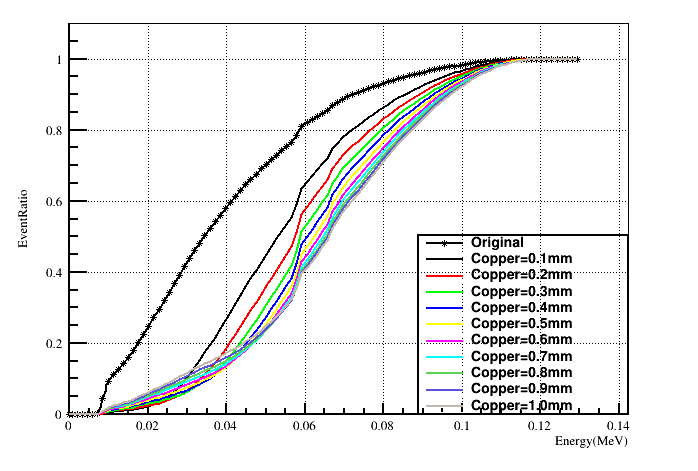 1
0.8
0.6
0.4
0.2
0
EventRatio
Original
Copper=0.1mm
Copper=0.2mm
Copper=0.3mm
Copper=0.4mm
Copper=0.5mm
Copper=0.6mm
Copper=0.7mm
Copper=0.8mm
Copper=0.9mm
Copper=1.0mm
0 0.02 0.04 0.06 0.08 0.1 0.12 0.14
Energy(MeV)